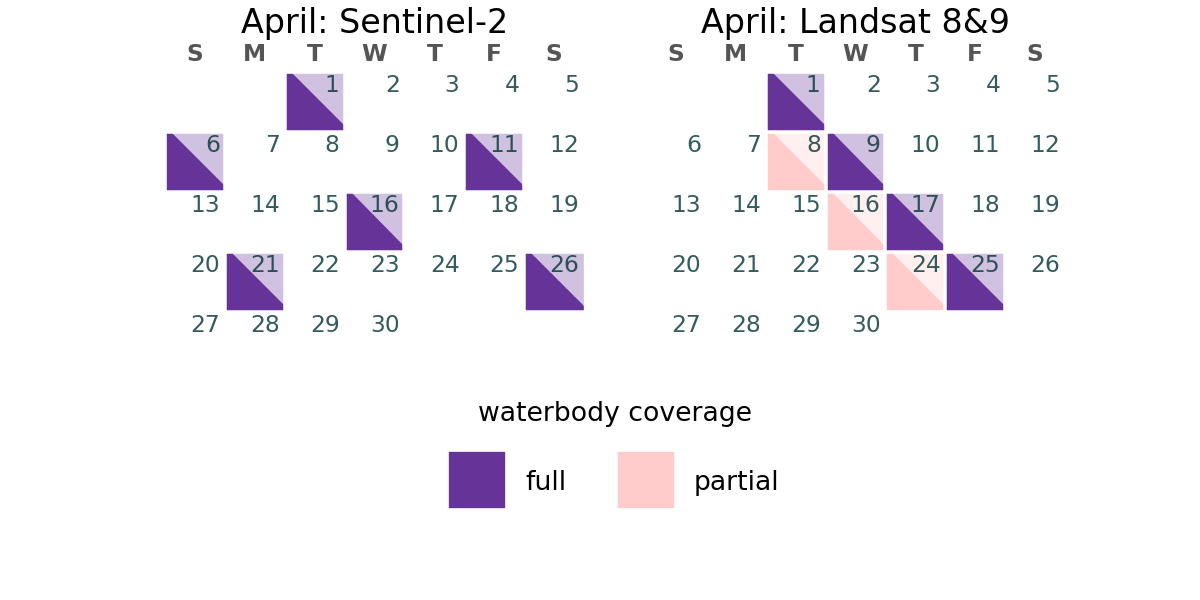 April: Sentinel-2
S M T W T F S
1 2 3 4 5
6 7 8 9 10 11 12
13 14 15 16 17 18 19
20 21 22 23 24 25 26
27 28 29 30
April: Landsat 8&9
S M T W T F S
1 2 3 4 5
6 7 8 9 10 11 12
13 14 15 16 17 18 19
20 21 22 23 24 25 26
27 28 29 30
waterbody coverage
full partial